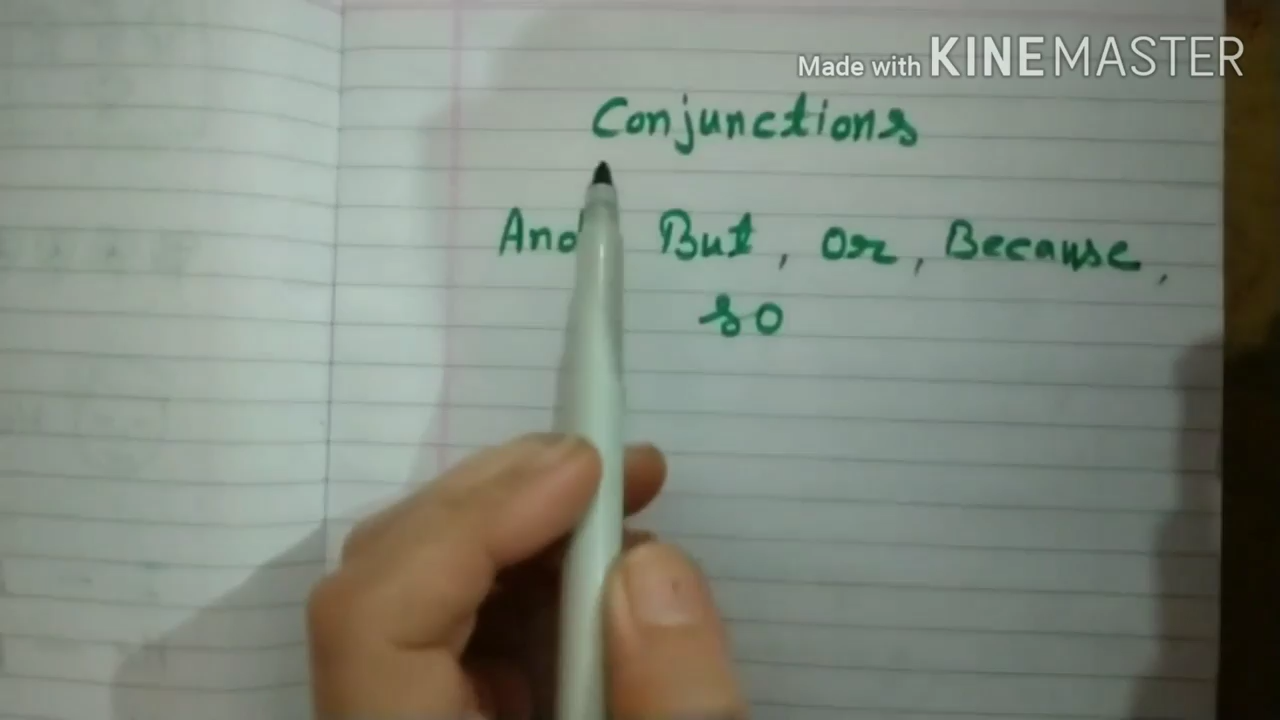 Made with KINEMASTER
Conjunctions
And But, Or, Because,
so